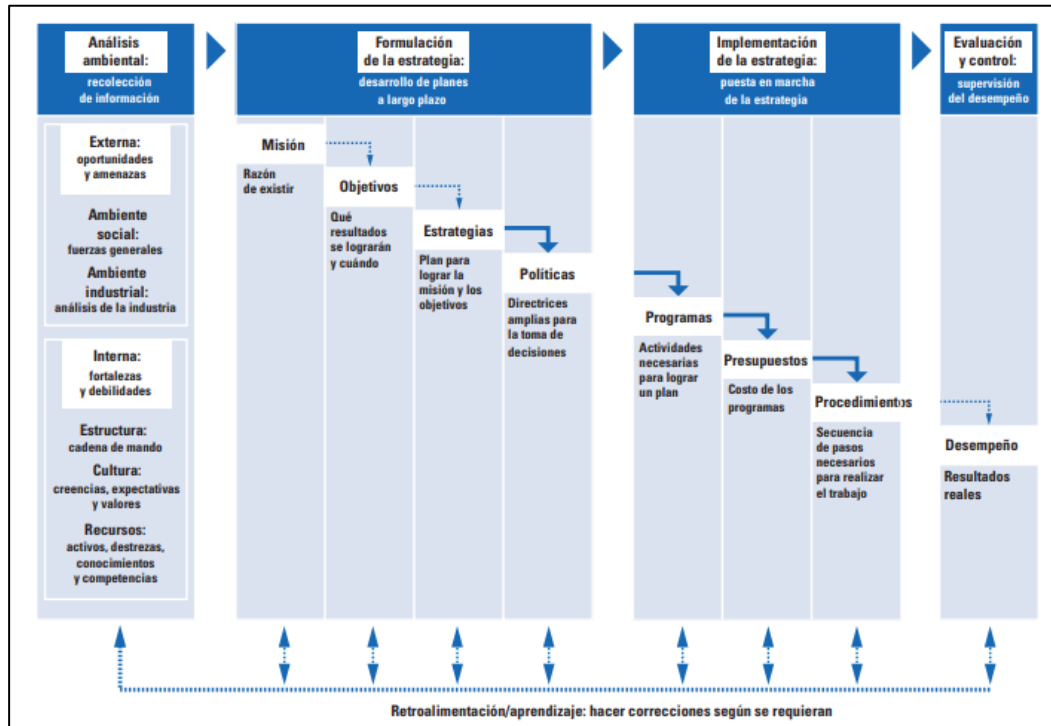 Análisis
ambiental:
recolección
de información
Formulación
de la estrategia:
desarrollo de planes
a largo plazo
Implementación
de la estrategia:
puesta en marcha
de la estrategia
Evaluación
y control:
supervisión
del desempeño
Externa:
oportunidades
y amenazas
Ambiente
social:
fuerzas generales
Ambiente
industrial:
análisis de la industria
Interna:
fortalezas
y debilidades
Estructura:
cadena de mando
Cultura:
creencias, expectativas
y valores
Recursos:
activos, destrezas,
conocimientos
y competencias
Misión
Razón
de existir
Objetivos
Qué
resultados
se lograrán
y cuándo
Estrategias
Plan para
lograr la
misión y los
objetivos
Políticas
Directrices
amplias para
la toma de
decisiones
Programas
Actividades
necesarias
para lograr
un plan
Presupuestos
Costo de los
programas
Procedimientos
Secuencia
de pasos
necesarios
para realizar
el trabajo
Desempeño
Resultados
reales
Retroalimentación/aprendizaje: hacer correcciones según se requieran